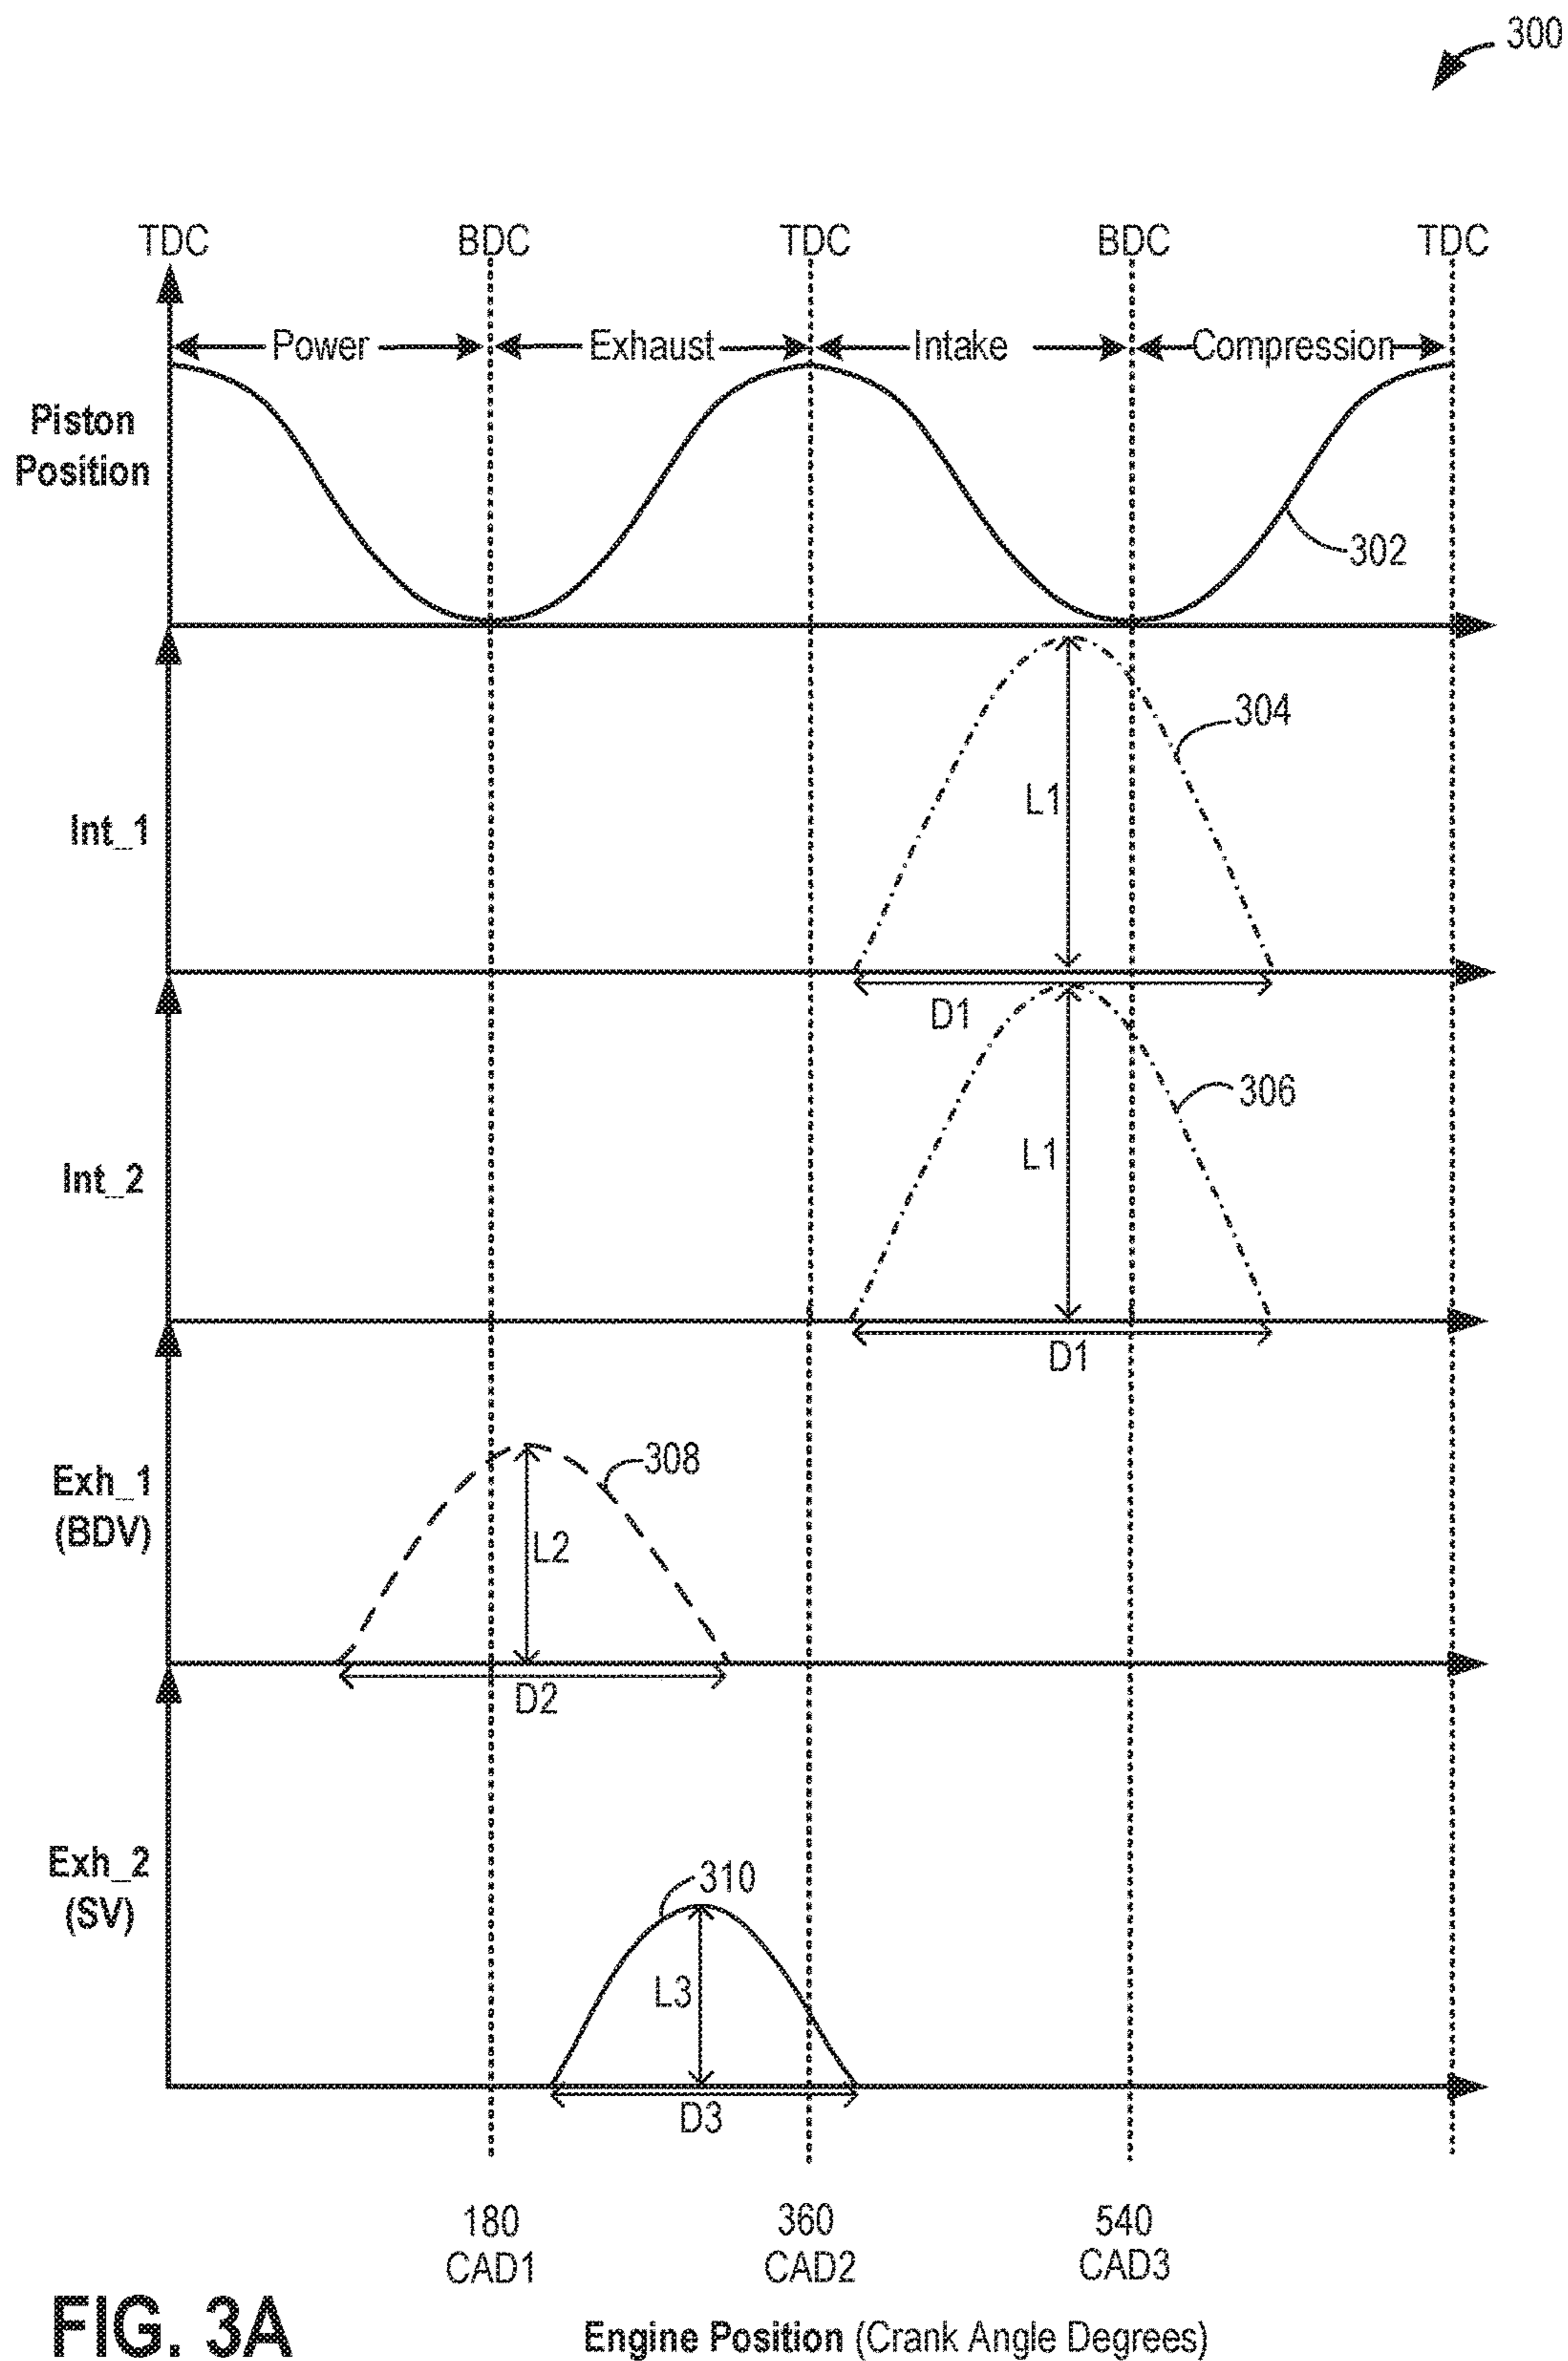 300
TDC BDC TDC BDC TDC
Power Exhaust Intake Compression
Piston
Position
302
304
L1
Int_1
D1
306
L1
Int_2
D1
308
Exh_1
(BDV)
L2
D2
310
Exh_2
(SV)
L3
D3
180 360 540
CAD1 CAD2 CAD3
FIG. 3A
Engine Position (Crank Angle Degrees)